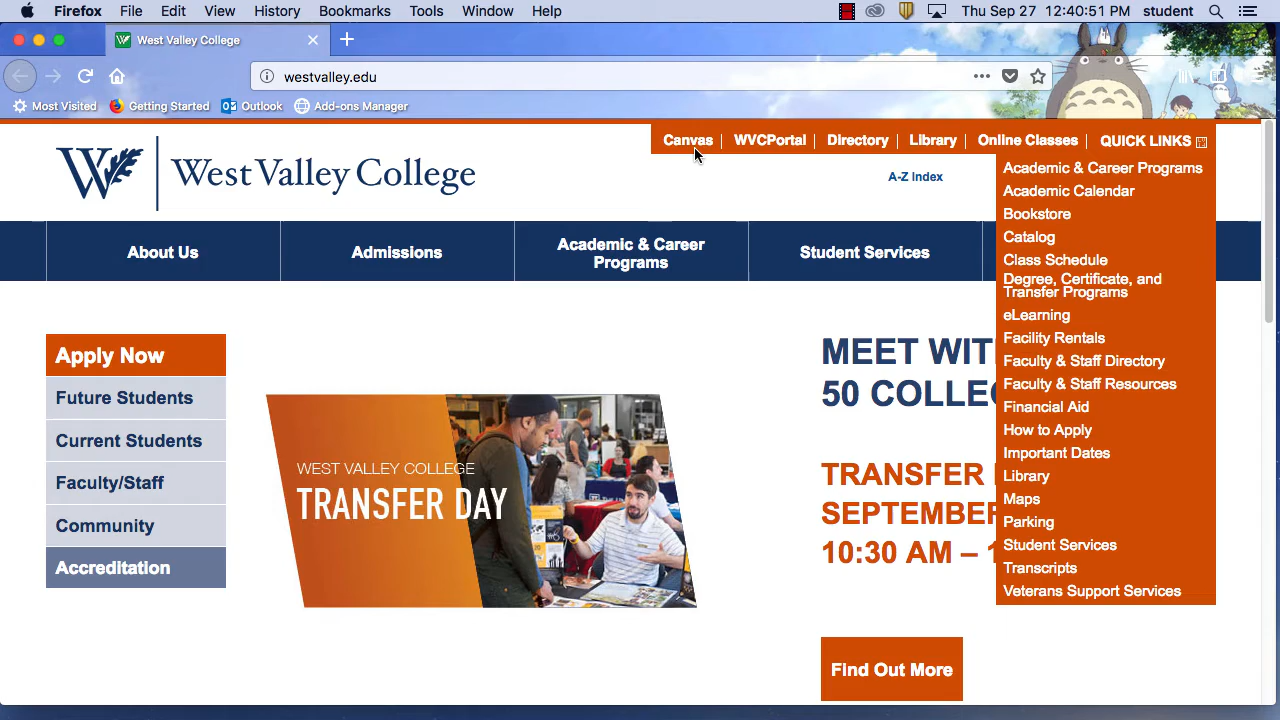 Firefox File Edit View History Bookmarks Tools Window Help Thu Sep 27 12:40:51 PM student
West Valley College
westvalley.edu
Most Visited Getting Started Outlook Add-ons Manager
Canvas WVCPortal Directory Library Online Classes QUICK LINKS
West Valley College
A-Z Index
About Us Admissions Academic & Career Programs Student Services
Academic & Career Programs
Academic Calendar
Bookstore
Catalog
Class Schedule
Degree, Certificate, and
Transfer Programs
eLearning
Facility Rentals
Faculty & Staff Directory
Faculty & Staff Resources
Financial Aid
How to Apply
Important Dates
Library
Maps
Parking
Student Services
Transcripts
Veterans Support Services
Apply Now
Future Students
Current Students
Faculty/Staff
Community
Accreditation
WEST VALLEY COLLEGE
TRANSFER DAY
MEET WIT
50 COLLE
TRANSFER
SEPTEMBER
10:30 AM –
Find Out More